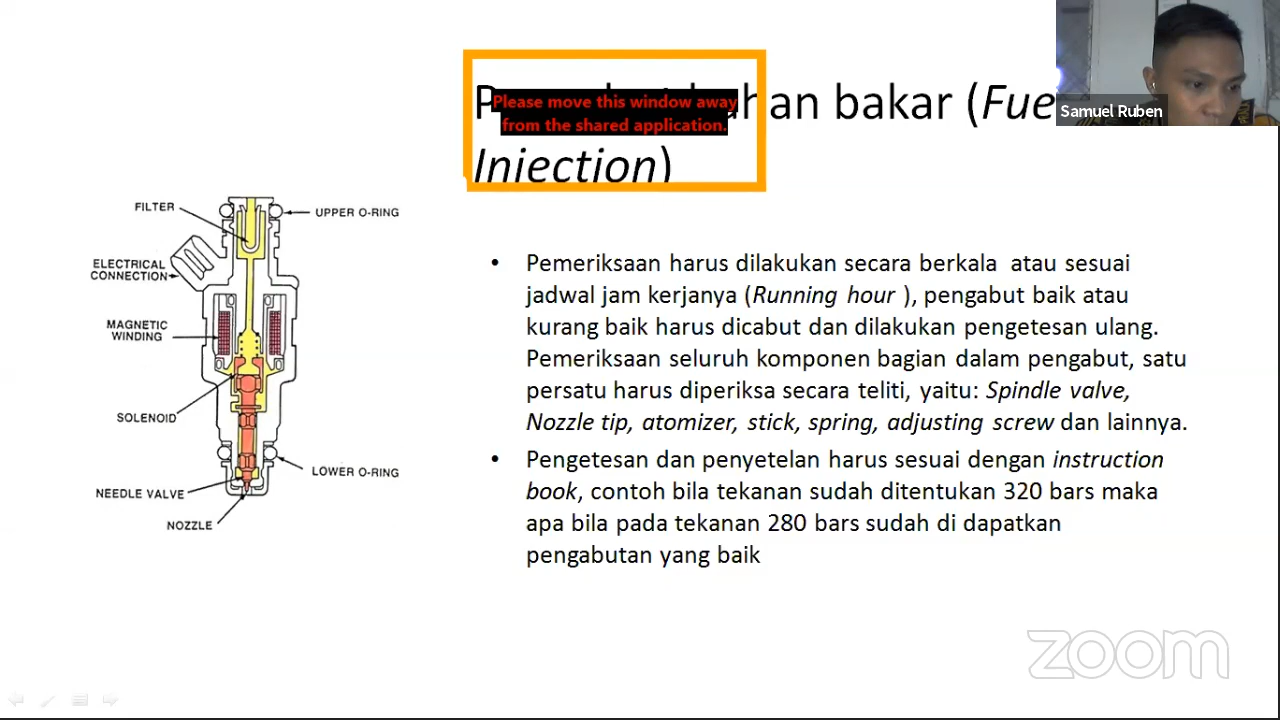 P han bakar (Fue
Injection)
Please move this window away
from the shared application.
Samuel Ruben
FILTER
UPPER O-RING
ELECTRICAL
CONNECTION
MAGNETIC
WINDING
SOLENOID
LOWER O-RING
NEEDLE VALVE
NOZZLE
• Pemeriksaan harus dilakukan secara berkala atau sesuai
jadwal jam kerjanya (Running hour ), pengabut baik atau
kurang baik harus dicabut dan dilakukan pengetesan ulang.
Pemeriksaan seluruh komponen bagian dalam pengabut, satu
persatu harus diperiksa secara teliti, yaitu: Spindle valve,
Nozzle tip, atomizer, stick, spring, adjusting screw dan lainnya.
• Pengetesan dan penyetelan harus sesuai dengan instruction
book, contoh bila tekanan sudah ditentukan 320 bars maka
apa bila pada tekanan 280 bars sudah di dapatkan
pengabutan yang baik
zoom